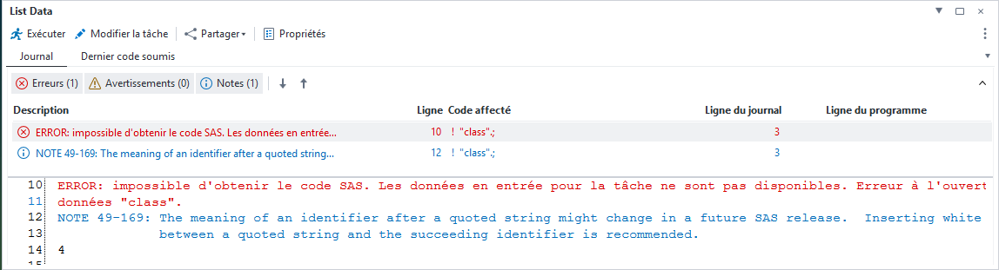 List Data
Exécuter Modifier la tâche Partager Propriétés
Journal Dernier code soumis
Erreurs (1) Avertissements (0) Notes (1)
Description Ligne Code affecté Ligne du journal Ligne du programme
ERROR: impossible d'obtenir le code SAS. Les données en entrée... 10 ! "class".; 3
NOTE 49-169: The meaning of an identifier after a quoted string... 12 ! "class".; 3
10 ERROR: impossible d'obtenir le code SAS. Les données en entrée pour la tâche ne sont pas disponibles. Erreur à l'ouvert
11 données "class".
12 NOTE 49-169: The meaning of an identifier after a quoted string might change in a future SAS release. Inserting white
13 between a quoted string and the succeeding identifier is recommended.
14 4